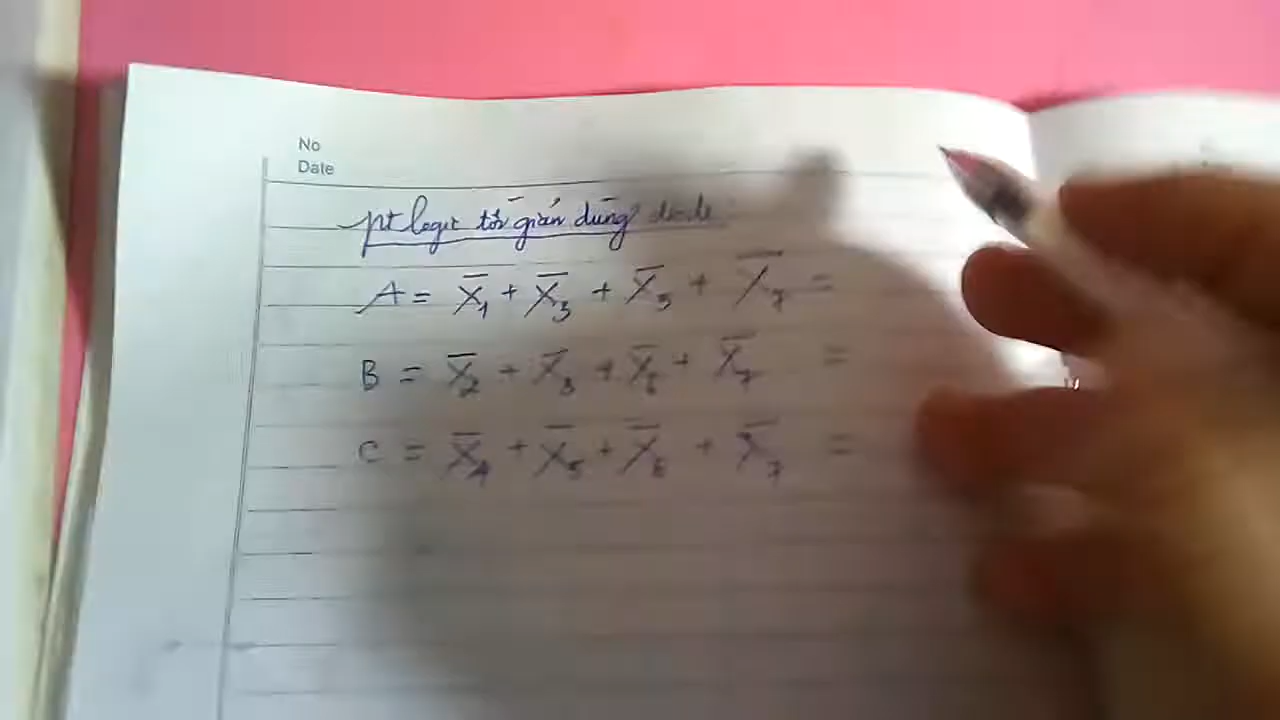 No
Date
pt logic tối giản dùng diode
A = X̅₁ + X̅₃ + X̅₅ + X̅₇ =
B = X̅₂ + X̅₃ + X̅₆ + X̅₇ =
C = X̅₄ + X̅₅ + X̅₆ + X̅₇ =